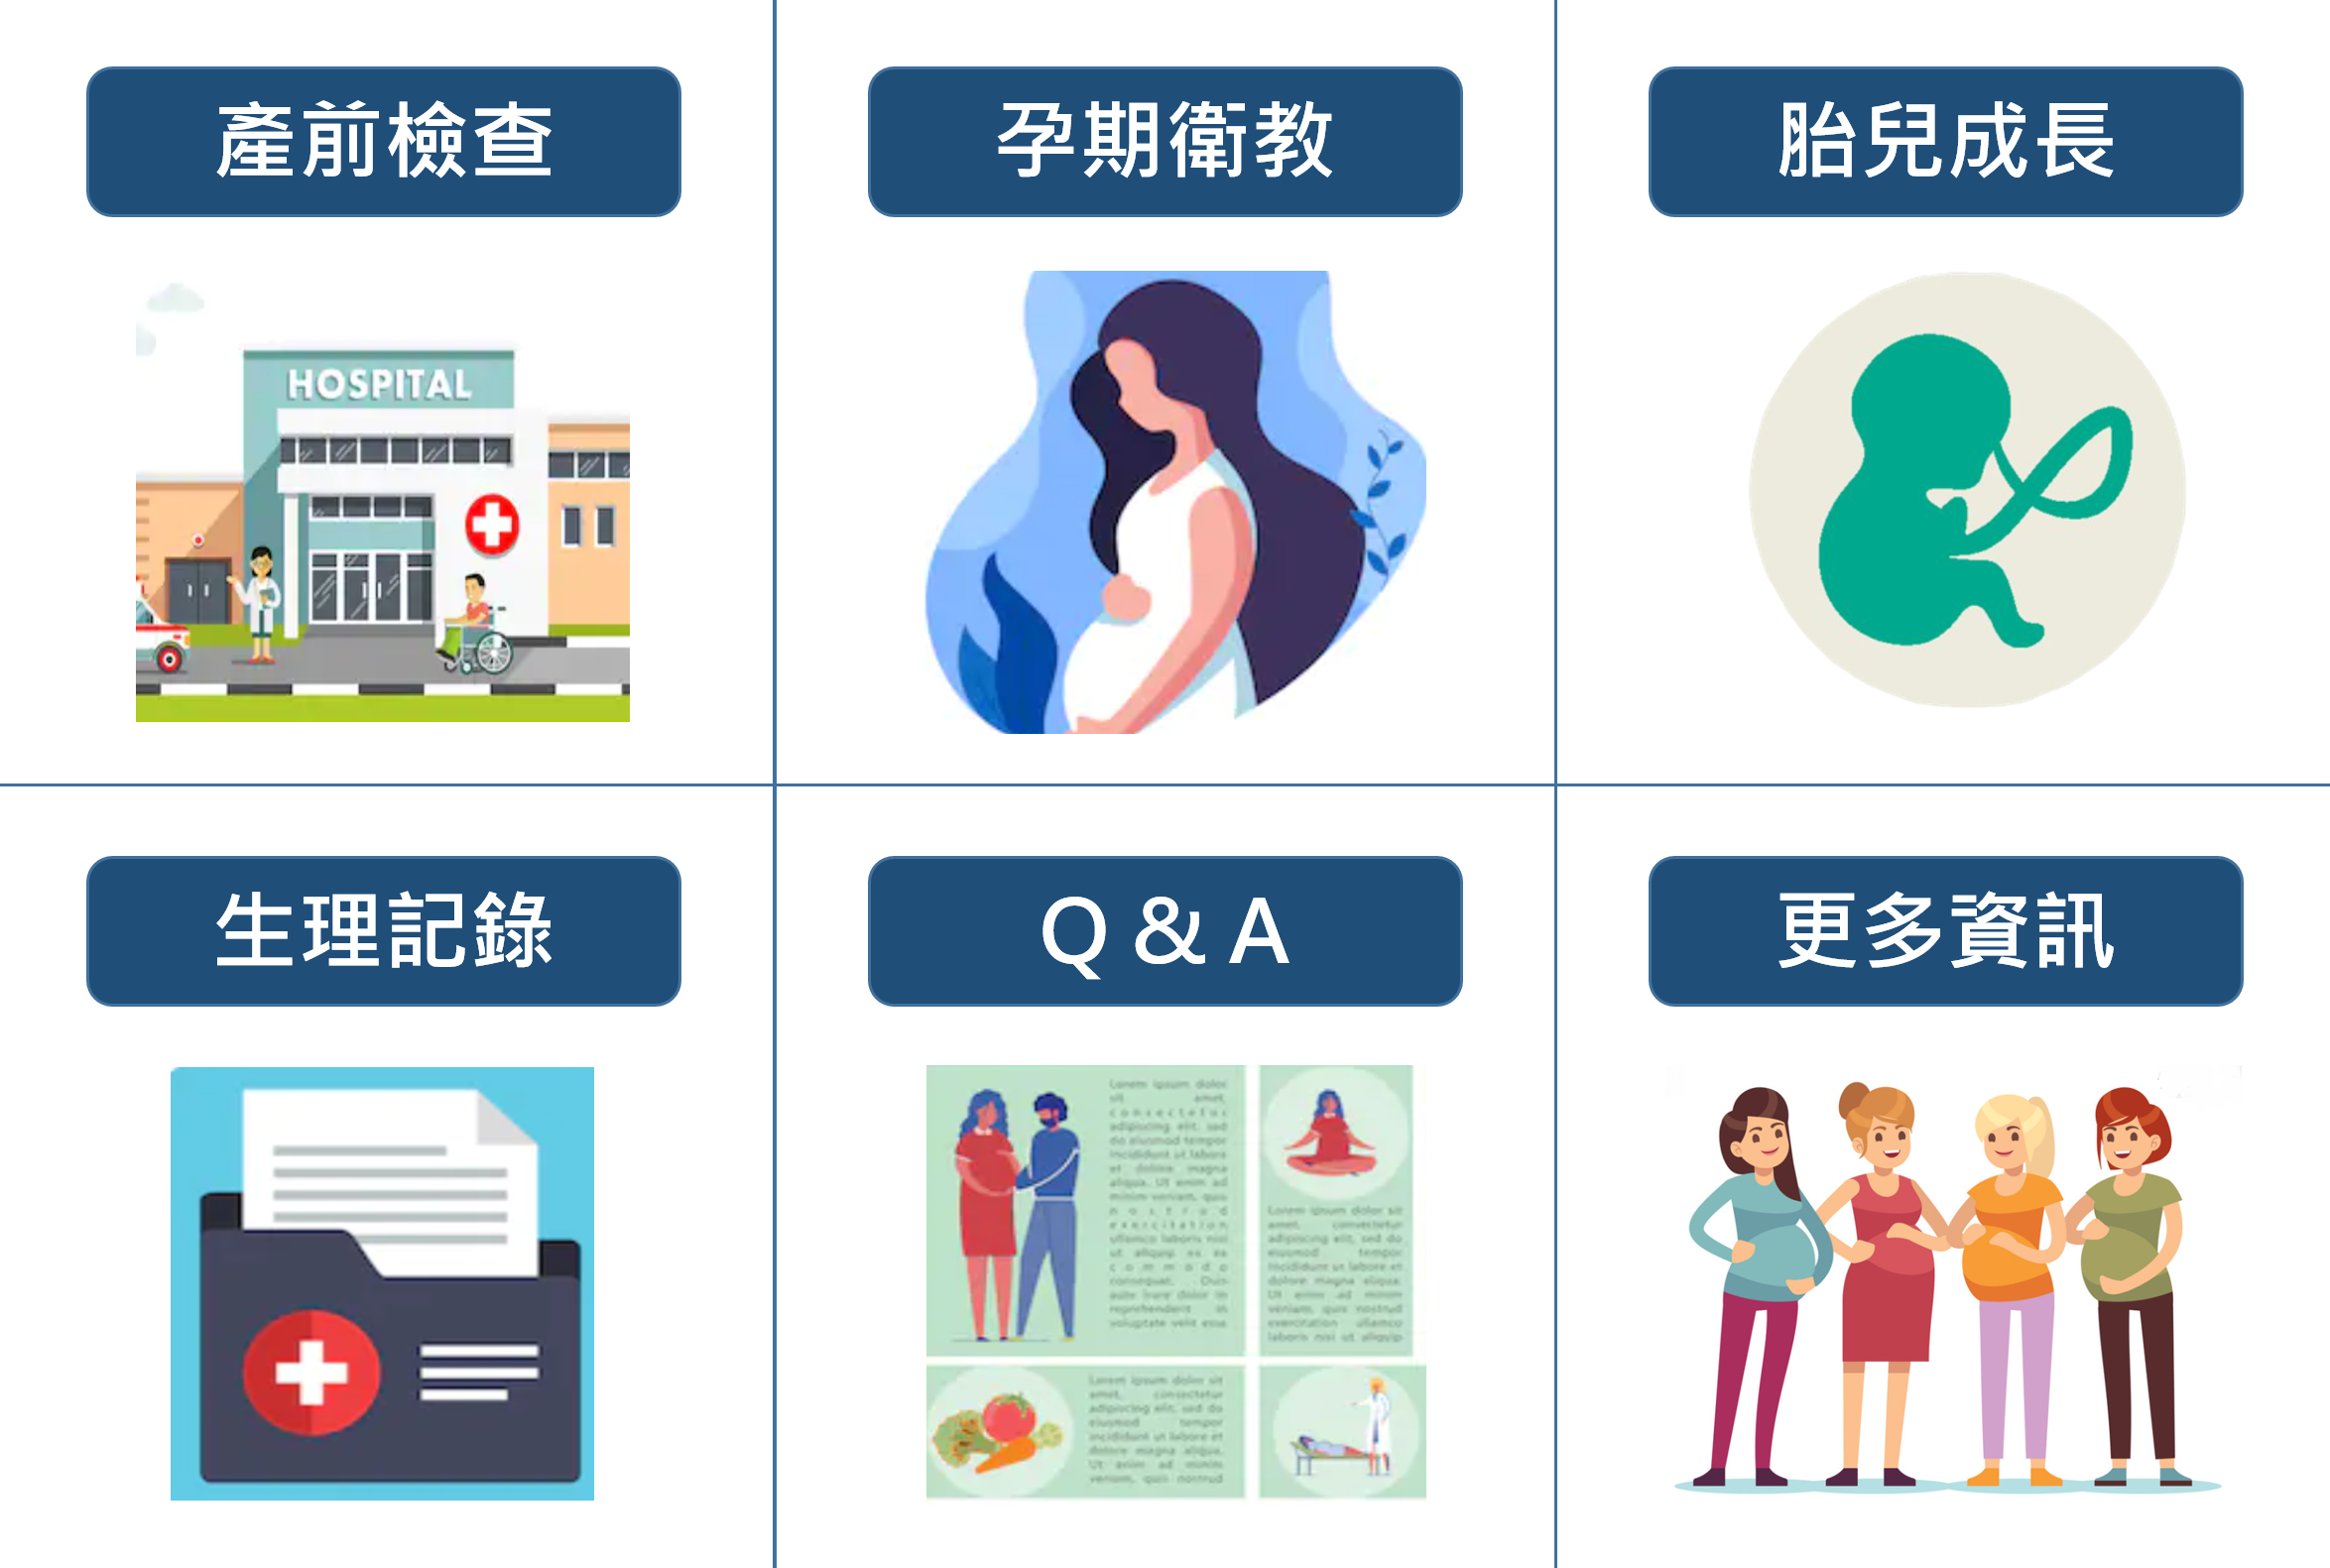 產前檢查
孕期衛教
胎兒成長
HOSPITAL
生理記錄
Q & A
更多資訊
Lorem ipsum dolor
sit amet,
consectetur
adipiscing elit, sed
do eiusmod tempor
incididunt ut labore
et dolore magna
aliqua. Ut enim ad
minim veniam, quis
nostrud
exercitation
ullamco laboris nisi
ut aliquip ex ea
commodo
consequat. Duis
aute irure dolor in
reprehenderit in
voluptate velit esse
Lorem ipsum dolor sit
amet, consectetur
adipiscing elit, sed do
eiusmod tempor
incididunt ut labore et
dolore magna aliqua.
Ut enim ad minim
veniam, quis nostrud
exercitation ullamco
laboris nisi ut aliquip
Lorem ipsum dolor sit
amet, consectetur
adipiscing elit, sed do
eiusmod tempor
incididunt ut labore et
dolore magna aliqua.
Ut enim ad minim
veniam, quis nostrud